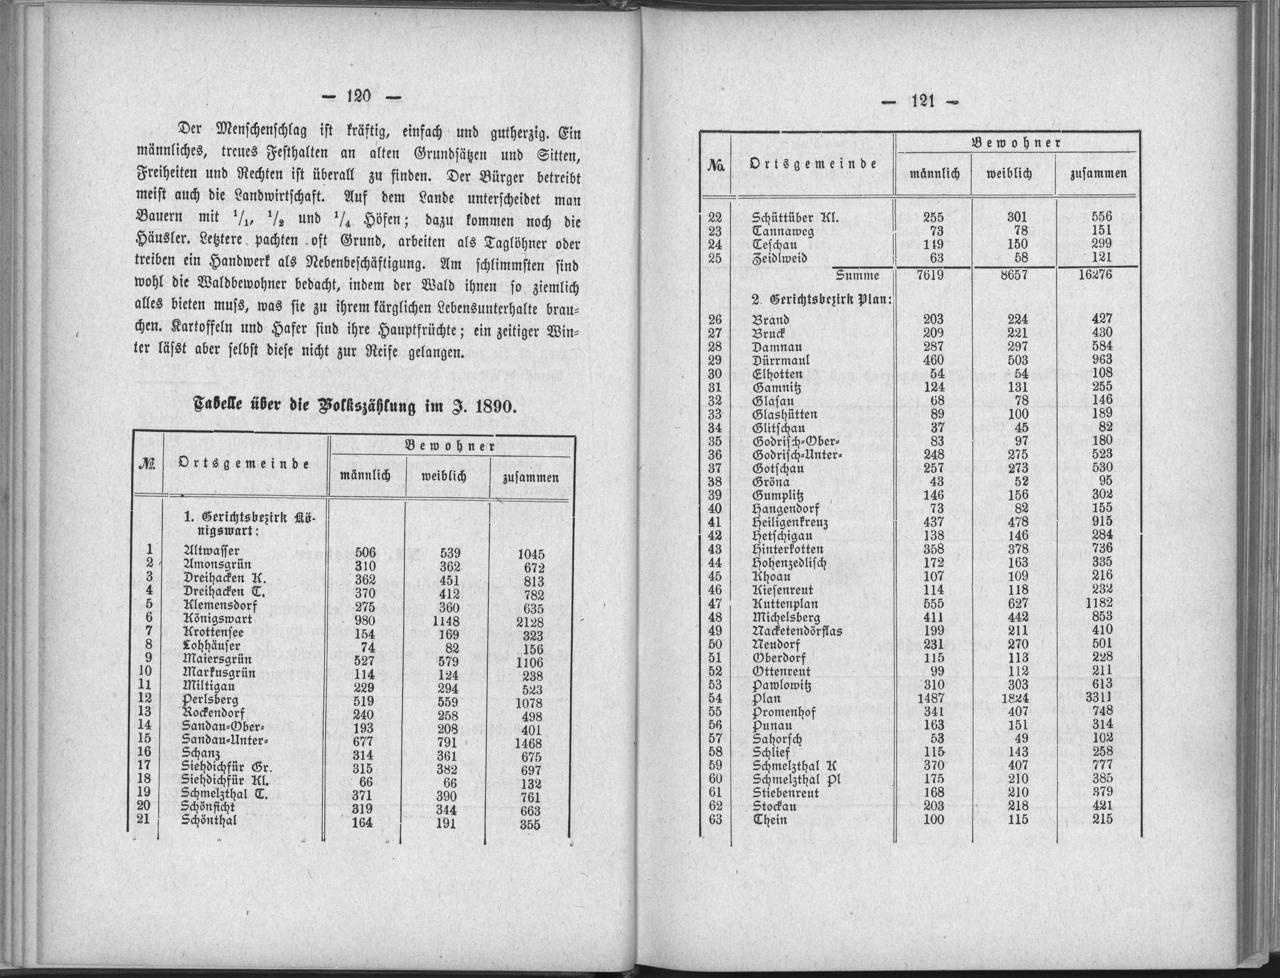 — 120 —
Der Menschenschlag ist kräftig, einfach und gutherzig. Ein
männliches, treues Festhalten an alten Grundsätzen und Sitten,
Freiheiten und Rechten ist überall zu finden. Der Bürger betreibt
meist auch die Landwirtschaft. Auf dem Lande unterscheidet man
Bauern mit 1/1, 1/2 und 1/4 Höfen; dazu kommen noch die
Häusler. Letztere pachten oft Grund, arbeiten als Taglöhner oder
treiben ein Handwerk als Nebenbeschäftigung. Am schlimmsten sind
wohl die Waldbewohner bedacht, indem der Wald ihnen so ziemlich
alles bieten muss, was sie zu ihrem kärglichen Lebensunterhalte brau-
chen. Kartoffeln und Hafer sind ihre Hauptfrüchte; ein zeitiger Win-
ter lässt aber selbst diese nicht zur Reife gelangen.
Tabelle über die Volkszählung im J. 1890.
№ Ortsgemeinde Bewohner
männlich weiblich zusammen
1. Gerichtsbezirk Kö-
nigswart:
1 Altwasser 506 539 1045
2 Amonsgrün 310 362 672
3 Dreihacken K. 362 451 813
4 Dreihacken T. 370 412 782
5 Klemensdorf 275 360 635
6 Königswart 980 1148 2128
7 Krottensee 154 169 323
8 Lohhäuser 74 82 156
9 Maiersgrün 527 579 1106
10 Markusgrün 114 124 238
11 Miltigau 229 294 523
12 Perlsberg 519 559 1078
13 Rockendorf 240 258 498
14 Sandau-Ober- 193 208 401
15 Sandau-Unter- 677 791 1468
16 Schanz 314 361 675
17 Siehdichfür Gr. 315 382 697
18 Siehdichfür Kl. 66 66 132
19 Schmelzthal T. 371 390 761
20 Schönficht 319 344 663
21 Schönthal 164 191 355
— 121 —
No. Ortsgemeinde Bewohner
männlich weiblich zusammen
22 Schüttüber Kl. 255 301 556
23 Tannaweg 73 78 151
24 Teschau 149 150 299
25 Zeidlweid 63 58 121
Summe 7619 8657 16276
2. Gerichtsbezirk Plan:
26 Brand 203 224 427
27 Bruck 209 221 430
28 Damnau 287 297 584
29 Dürrmaul 460 503 963
30 Elhotten 54 54 108
31 Gamnitz 124 131 255
32 Glasau 68 78 146
33 Glashütten 89 100 189
34 Glitschau 37 45 82
35 Godrisch-Ober- 83 97 180
36 Godrisch-Unter- 248 275 523
37 Gotschau 257 273 530
38 Gröna 43 52 95
39 Gumplitz 146 156 302
40 Hangendorf 73 82 155
41 Heiligenkreuz 437 478 915
42 Hetschigau 138 146 284
43 Hinterkotten 358 378 736
44 Hohenzedlisch 172 163 335
45 Khoau 107 109 216
46 Kiesenreut 114 118 232
47 Kuttenplan 555 627 1182
48 Michelsberg 411 442 853
49 Nacketendörflas 199 211 410
50 Neudorf 231 270 501
51 Oberdorf 115 113 228
52 Ottenreut 99 112 211
53 Pawlowitz 310 303 613
54 Plan 1487 1824 3311
55 Promenhof 341 407 748
56 Punau 163 151 314
57 Sahorsch 53 49 102
58 Schlief 115 143 258
59 Schmelzthal K 370 407 777
60 Schmelzthal Pl 175 210 385
61 Stiebenreut 168 210 379
62 Stockau 203 218 421
63 Thein 100 115 215